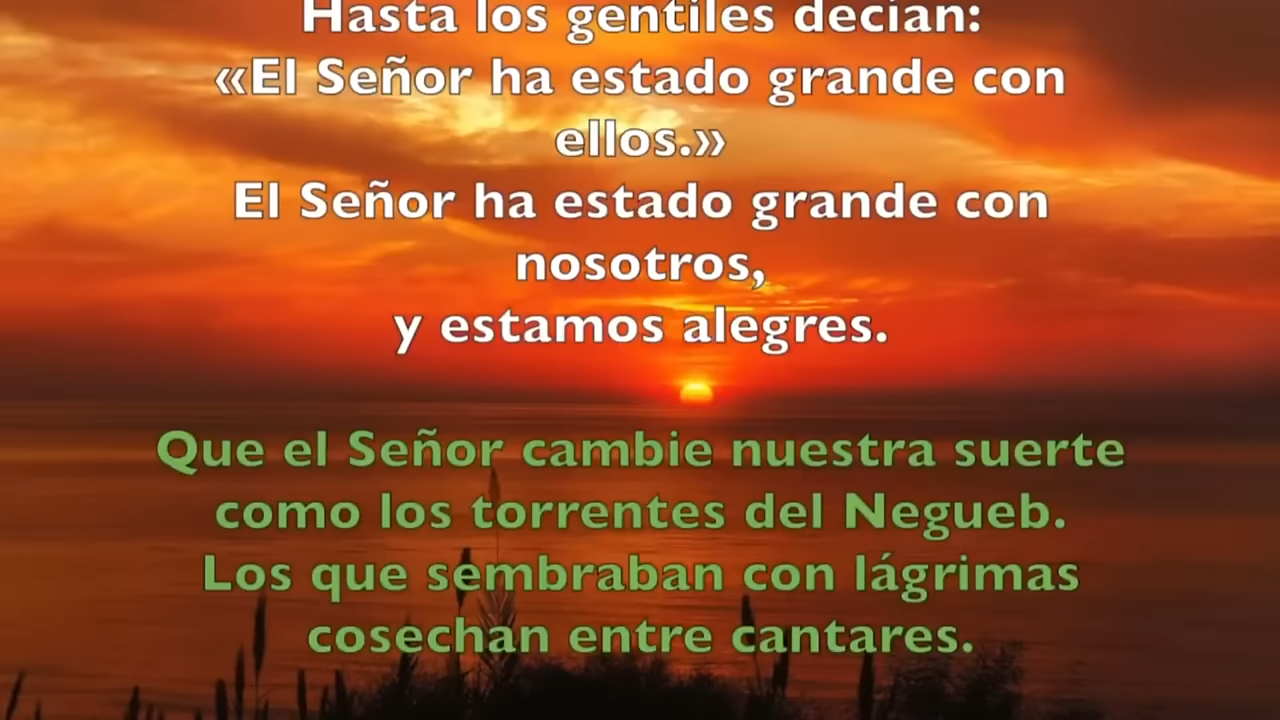 Hasta los gentiles decían:
«El Señor ha estado grande con
ellos.»
El Señor ha estado grande con
nosotros,
y estamos alegres.
Que el Señor cambie nuestra suerte
como los torrentes del Negueb.
Los que sembraban con lágrimas
cosechan entre cantares.